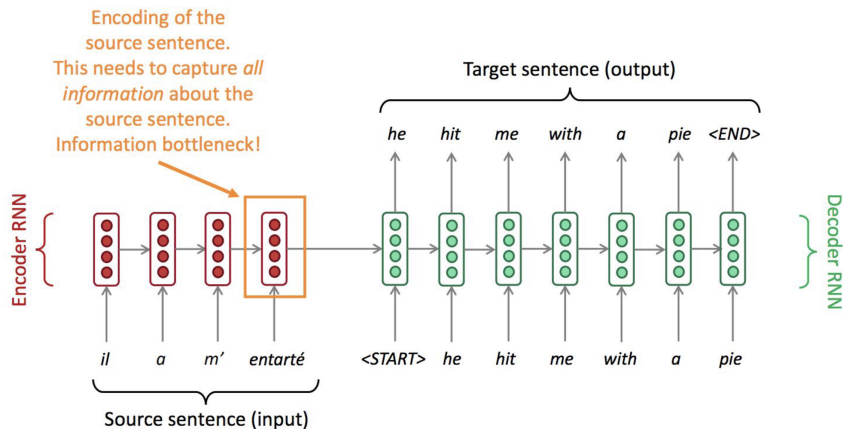 Encoding of the
source sentence.
This needs to capture all
information about the
source sentence.
Information bottleneck!
Target sentence (output)
he hit me with a pie <END>
Encoder RNN
Decoder RNN
il a m’ entarté <START> he hit me with a pie
Source sentence (input)